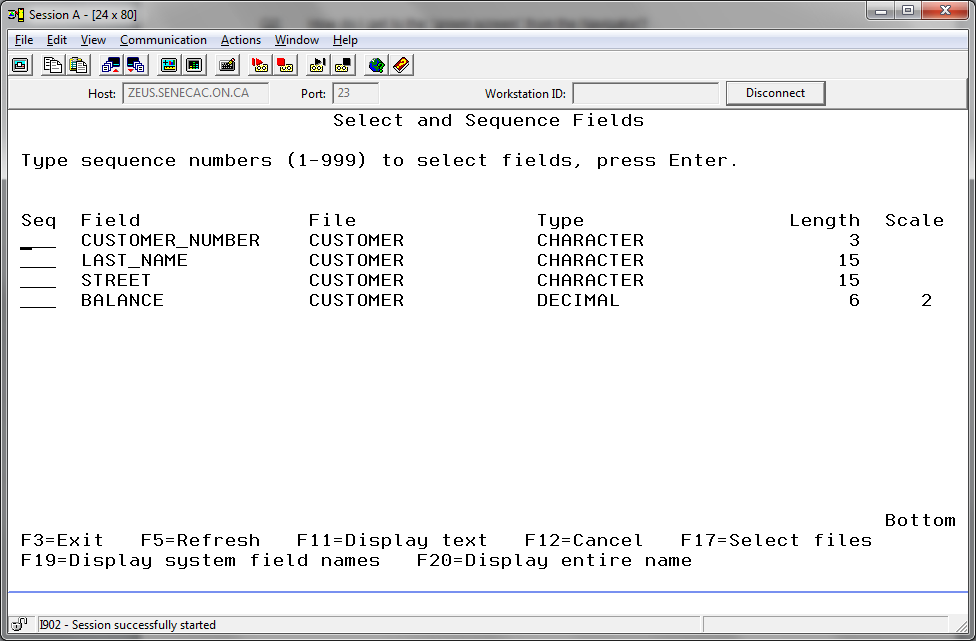 Session A - [24 x 80]
File Edit View Communication Actions Window Help
Host: ZEUS.SENECAC.ON.CA Port: 23 Workstation ID: Disconnect
Select and Sequence Fields
Type sequence numbers (1-999) to select fields, press Enter.
Seq Field File Type Length Scale
___ CUSTOMER_NUMBER CUSTOMER CHARACTER 3
___ LAST_NAME CUSTOMER CHARACTER 15
___ STREET CUSTOMER CHARACTER 15
___ BALANCE CUSTOMER DECIMAL 6 2
Bottom
F3=Exit F5=Refresh F11=Display text F12=Cancel F17=Select files
F19=Display system field names F20=Display entire name
I902 - Session successfully started